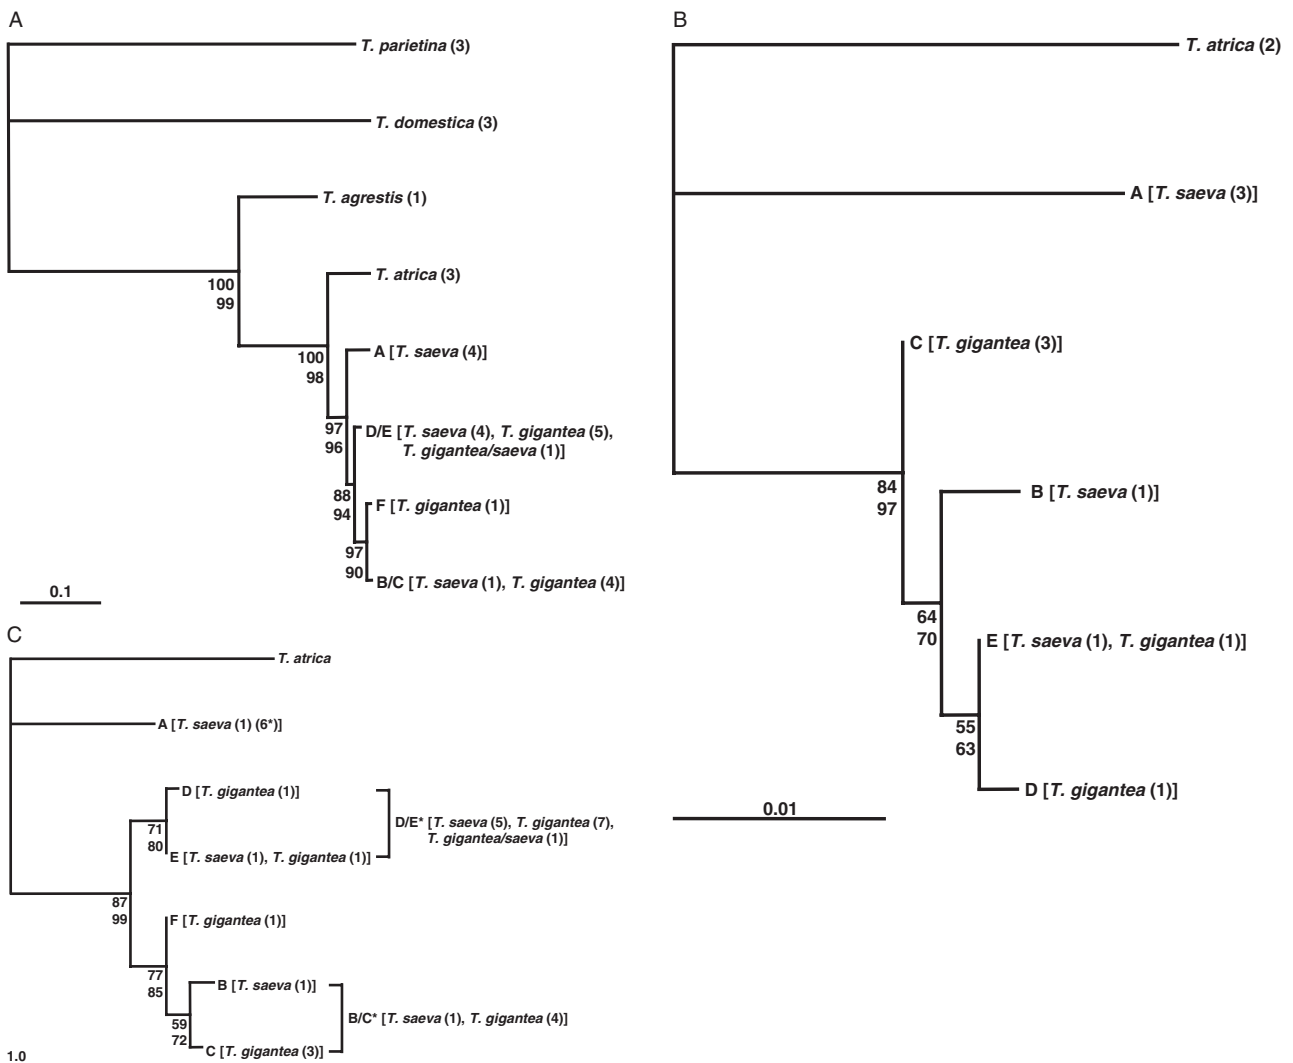 A
T. parietina (3)
T. domestica (3)
T. agrestis (1)
100
99
T. atrica (3)
100
98
A [T. saeva (4)]
97
96
D/E [T. saeva (4), T. gigantea (5),
T. gigantea/saeva (1)]
88
94
F [T. gigantea (1)]
97
90
B/C [T. saeva (1), T. gigantea (4)]
0.1
B
T. atrica (2)
A [T. saeva (3)]
C [T. gigantea (3)]
84
97
B [T. saeva (1)]
64
70
E [T. saeva (1), T. gigantea (1)]
55
63
D [T. gigantea (1)]
0.01
C
T. atrica
A [T. saeva (1) (6*)]
D [T. gigantea (1)]
71
80
D/E* [T. saeva (5), T. gigantea (7),
T. gigantea/saeva (1)]
E [T. saeva (1), T. gigantea (1)]
87
99
F [T. gigantea (1)]
77
85
B [T. saeva (1)]
B/C* [T. saeva (1), T. gigantea (4)]
59
72
C [T. gigantea (3)]
1.0